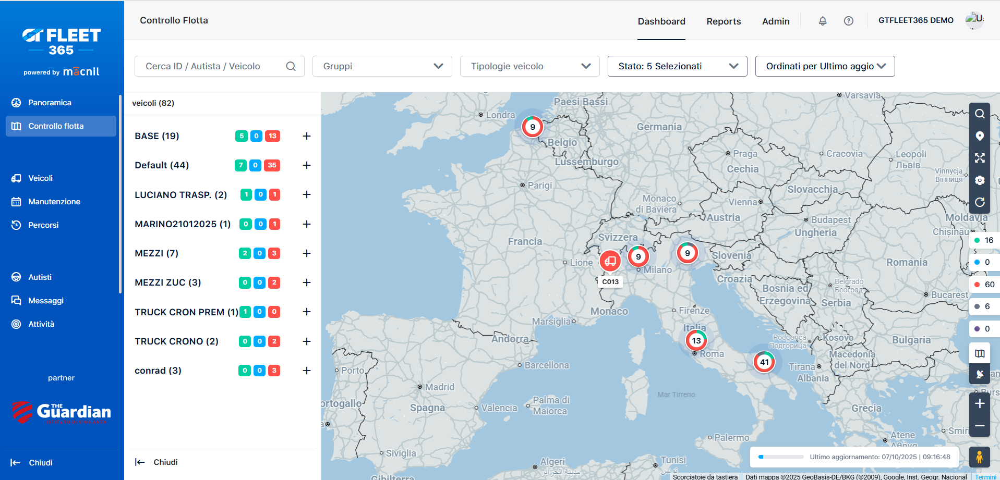 GT FLEET
365
powered by macnil
Panoramica
Controllo flotta
Veicoli
Manutenzione
Percorsi
Autisti
Messaggi
Attività
partner
THE
Guardian
Chiudi
Controllo Flotta
Dashboard
Reports
Admin
GTFLEET365 DEMO
Cerca ID / Autista / Veicolo
Gruppi
Tipologie veicolo
Stato: 5 Selezionati
Ordinati per Ultimo aggio
veicoli (82)
BASE (19) 5 0 13
Default (44) 7 0 35
LUCIANO TRASP. (2) 1 0 1
MARINO21012025 (1) 0 0 1
MEZZI (7) 2 0 3
MEZZI ZUC (3) 0 0 2
TRUCK CRON PREM (1) 1 0 0
TRUCK CRONO (2) 0 0 2
conrad (3) 0 0 3
Chiudi
Varsavia
Paesi Bassi
Londra
9
Germania
Belgio
Lussemburgo
Praga
Cracovia
Leopoli
Львів
Cechia
Vinnycja
Вінниця
Parigi
Slovacchia
Monaco
di Baviera
Vienna
Austria
Budapest
Moldavia
Ungheria
Chișinău
Svizzera
Francia
16
9
9
Slovenia
Lione
Milano
Romania
0
C013
Croazia
Belgrado
Београд
60
Bosnia ed
Erzegovina
Bucarest
Serbia
6
Monaco
Firenze
Marsiglia
Italia
0
Andorra
Podgorica
Подгорица
Kosovo
Bulgaria
13
Roma
Macedonia
del Nord
41
Barcellona
Tirana
Porto
Albania
Madrid
Mar Tirreno
Palma di
Maiorca
ortogallo
Spagna
Valencia
Grecia
Smir
Atene
Αθήνα
Palermo
Siviglia
Ultimo aggiornamento: 07/10/2025 | 09:16:48
Algeri
Tunisi
تونس
Gibilterra
Scorciatoie da tastiera
Dati mappa ©2025 GeoBasis-DE/BKG (©2009), Google, Inst. Geogr. Nacional
Termini